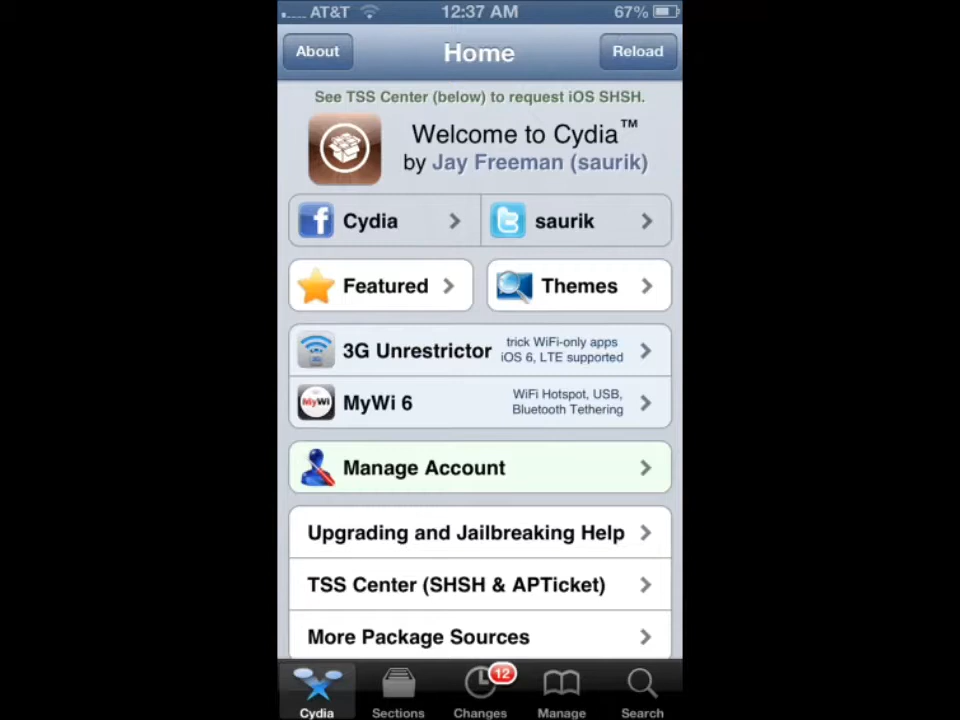 AT&T 12:37 AM 67%
About Home Reload
See TSS Center (below) to request iOS SHSH.
Welcome to Cydia™
by Jay Freeman (saurik)
Cydia saurik
Featured Themes
3G Unrestrictor trick WiFi-only apps
iOS 6, LTE supported
MyWi 6 WiFi Hotspot, USB,
Bluetooth Tethering
Manage Account
Upgrading and Jailbreaking Help
TSS Center (SHSH & APTicket)
More Package Sources
12
Cydia Sections Changes Manage Search